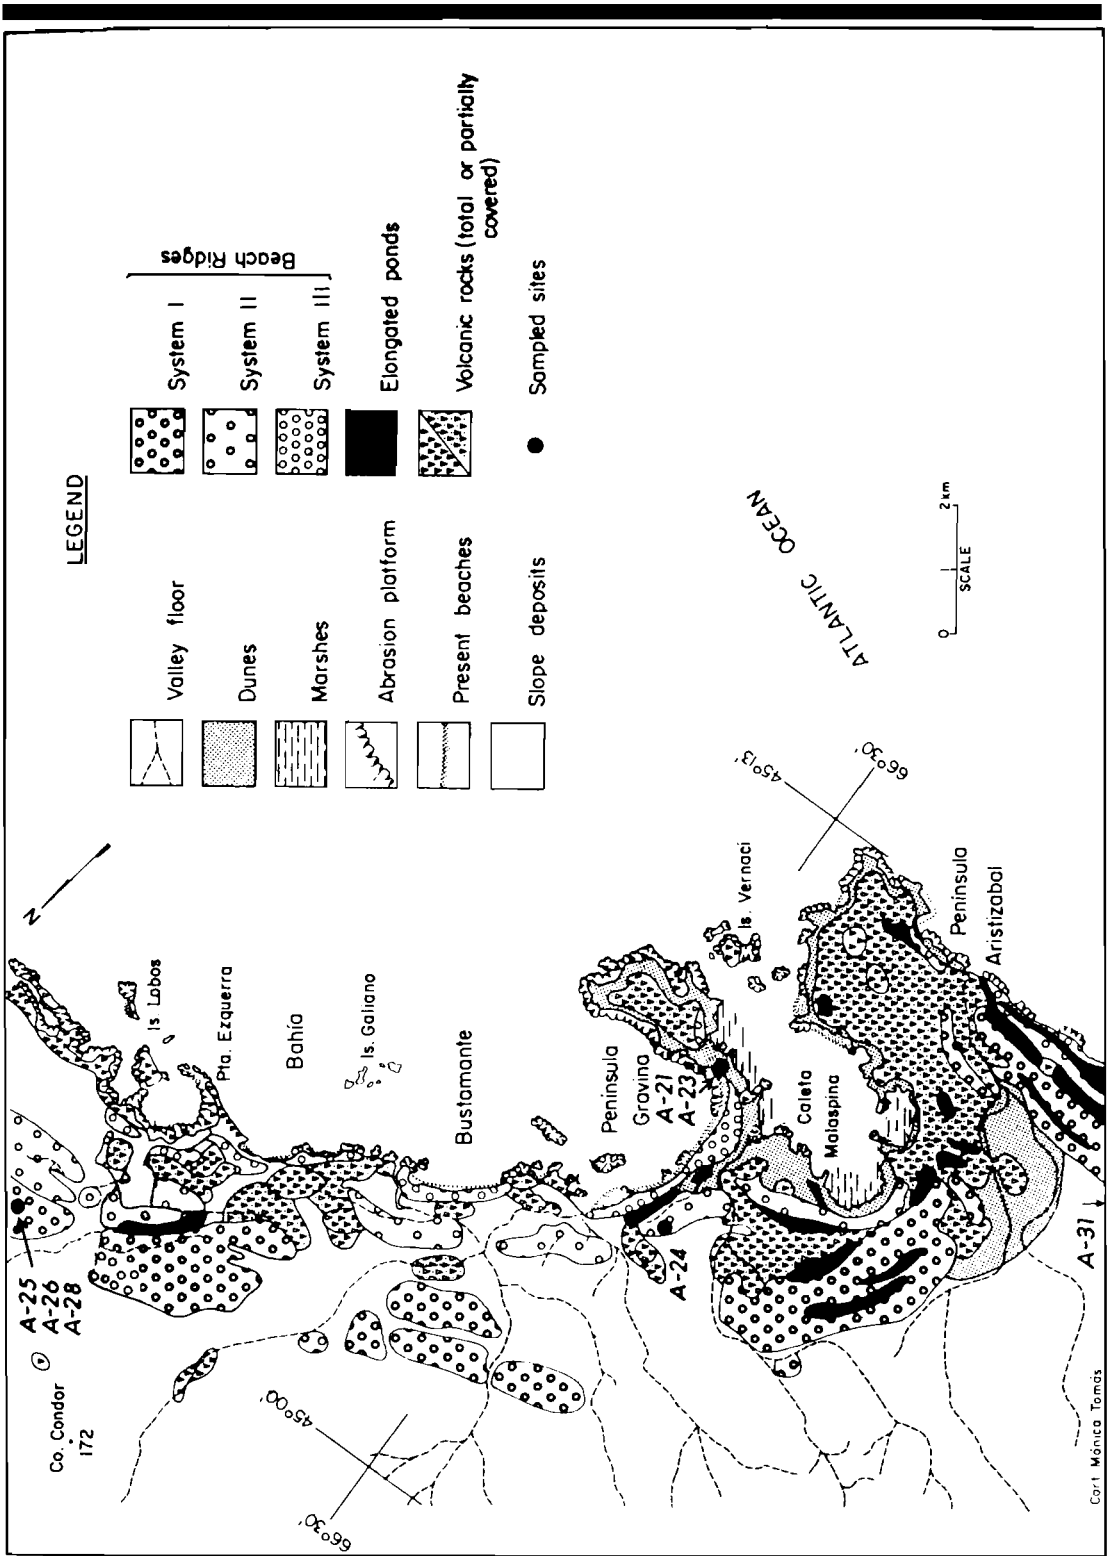 LEGEND
Valley floor
Dunes
Marshes
Abrasion platform
Present beaches
Slope deposits
System I
System II
System III
Beach Ridges
Elongated ponds
Volcanic rocks (total or partially
covered)
Sampled sites
N
Is. Lobos
Pta. Ezquerra
Bahía
Is. Galiano
Bustamante
Peninsula
Gravina
A-21
A-23
A-24
Is. Vernaci
Caleta
Malaspina
Peninsula
Aristizabal
ATLANTIC OCEAN
0
2 km
SCALE
45°13'
66°30'
A-25
A-26
A-28
Co. Condor
172
45°00'
66°30'
A-31
Cart Mónica Tomás